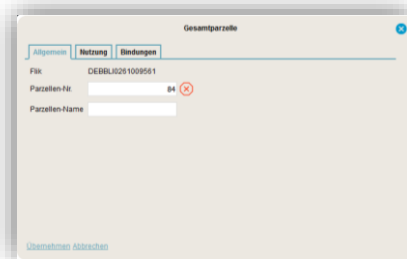 Gesamtparzelle
Allgemein Nutzung Bindungen
Flik DEBBLI0261009561
Parzellen-Nr. 84
Parzellen-Name
Übernehmen Abbrechen